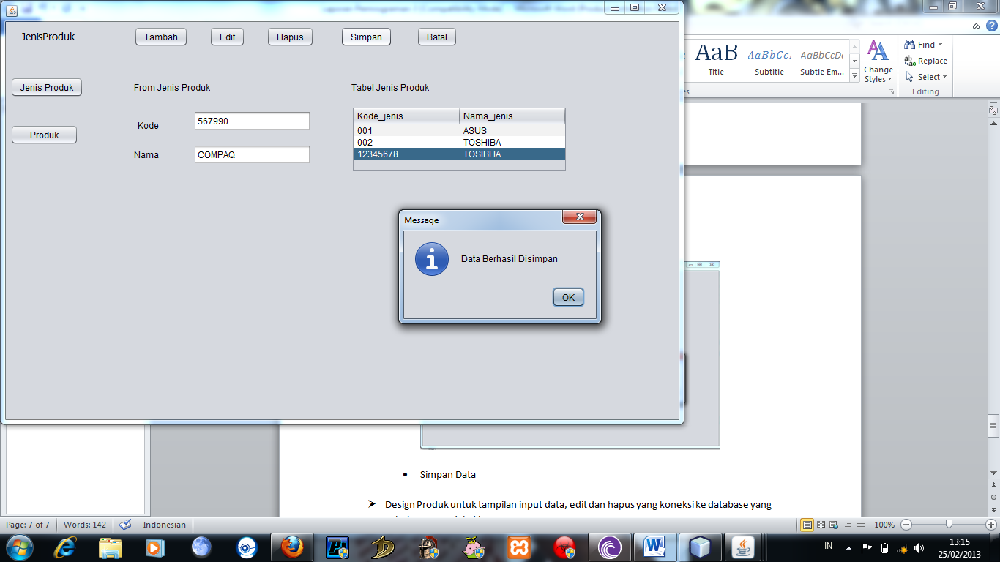 JenisProduk
Tambah
Edit
Hapus
Simpan
Batal
Jenis Produk
Produk
From Jenis Produk
Kode
567990
Nama
COMPAQ
Tabel Jenis Produk
Kode_jenis Nama_jenis
001 ASUS
002 TOSHIBA
12345678 TOSIBHA
Message
Data Berhasil Disimpan
OK
AaB
AaBbCc
AaBbCcDc
Title
Subtitle
Subtle Em...
Change
Styles
Find
Replace
Select
Editing
• Simpan Data
➢ Design Produk untuk tampilan input data, edit dan hapus yang koneksi ke database yang
Page: 7 of 7
Words: 142
Indonesian
100%
IN
13:15
25/02/2013